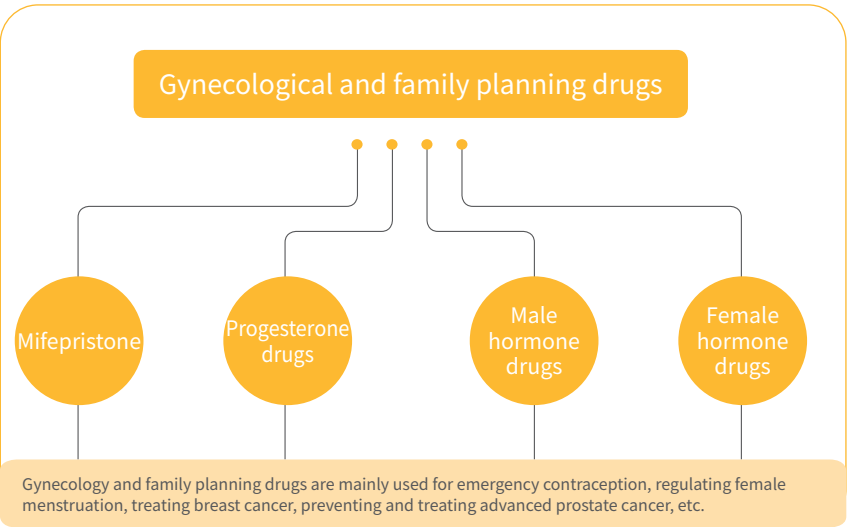 Gynecological and family planning drugs
Mifepristone
Progesterone
drugs
Male
hormone
drugs
Female
hormone
drugs
Gynecology and family planning drugs are mainly used for emergency contraception, regulating female
menstruation, treating breast cancer, preventing and treating advanced prostate cancer, etc.